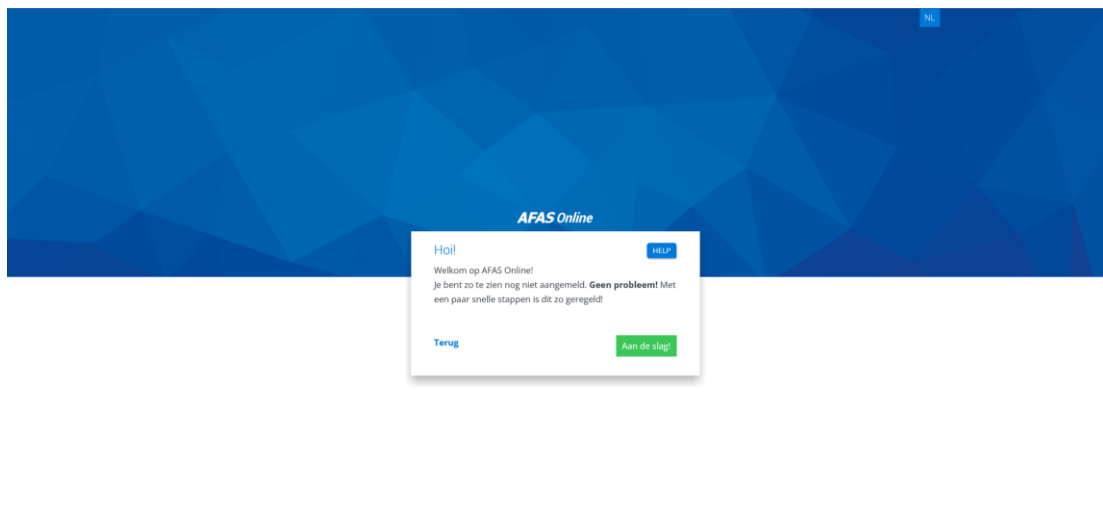 NL
AFAS Online
Hoi!
HELP
Welkom op AFAS Online!
Je bent zo te zien nog niet aangemeld. Geen probleem! Met
een paar snelle stappen is dit zo geregeld!
Terug
Aan de slag!